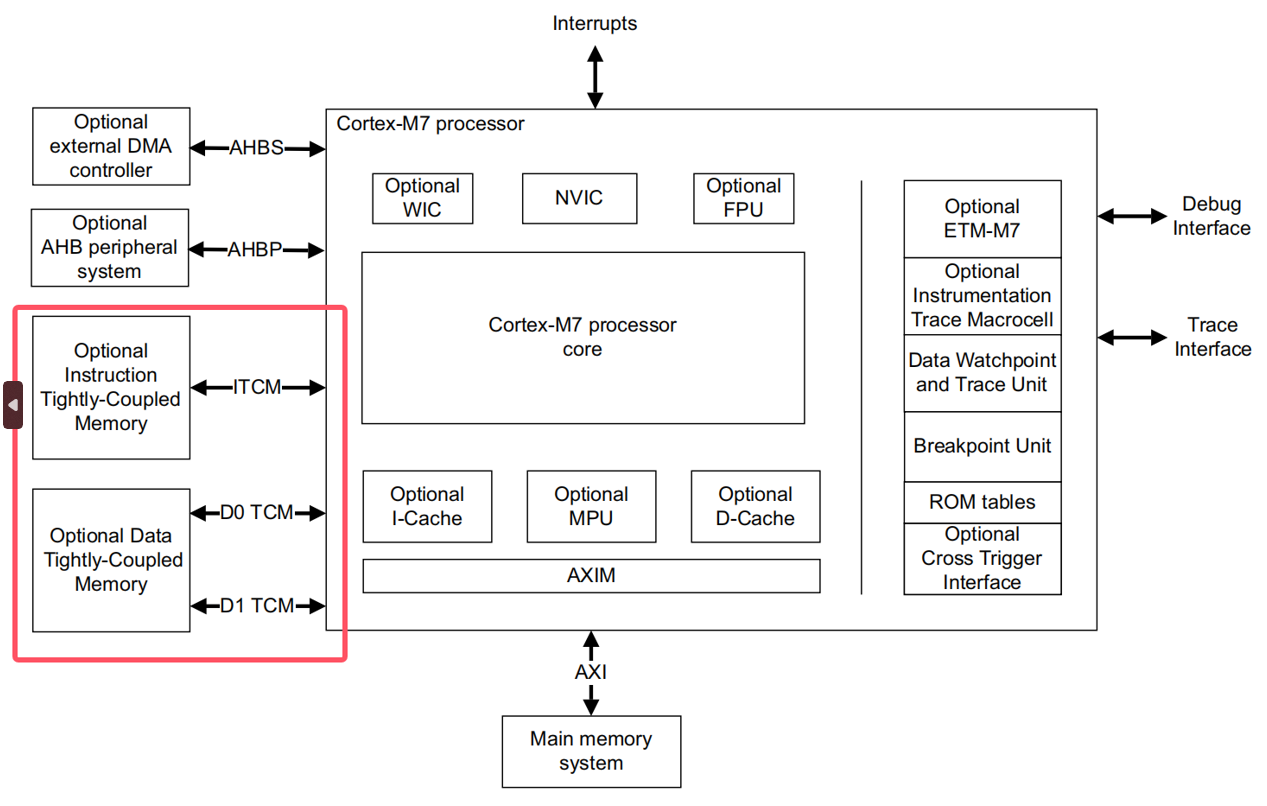 Interrupts
Optional
external DMA
controller
AHBS
Cortex-M7 processor
Optional
WIC
NVIC
Optional
FPU
Optional
AHB peripheral
system
AHBP
Cortex-M7 processor
core
Optional
Instruction
Tightly-Coupled
Memory
ITCM
Optional Data
Tightly-Coupled
Memory
D0 TCM
D1 TCM
Optional
I-Cache
Optional
MPU
Optional
D-Cache
AXIM
Optional
ETM-M7
Optional
Instrumentation
Trace Macrocell
Data Watchpoint
and Trace Unit
Breakpoint Unit
ROM tables
Optional
Cross Trigger
Interface
Debug
Interface
Trace
Interface
AXI
Main memory
system